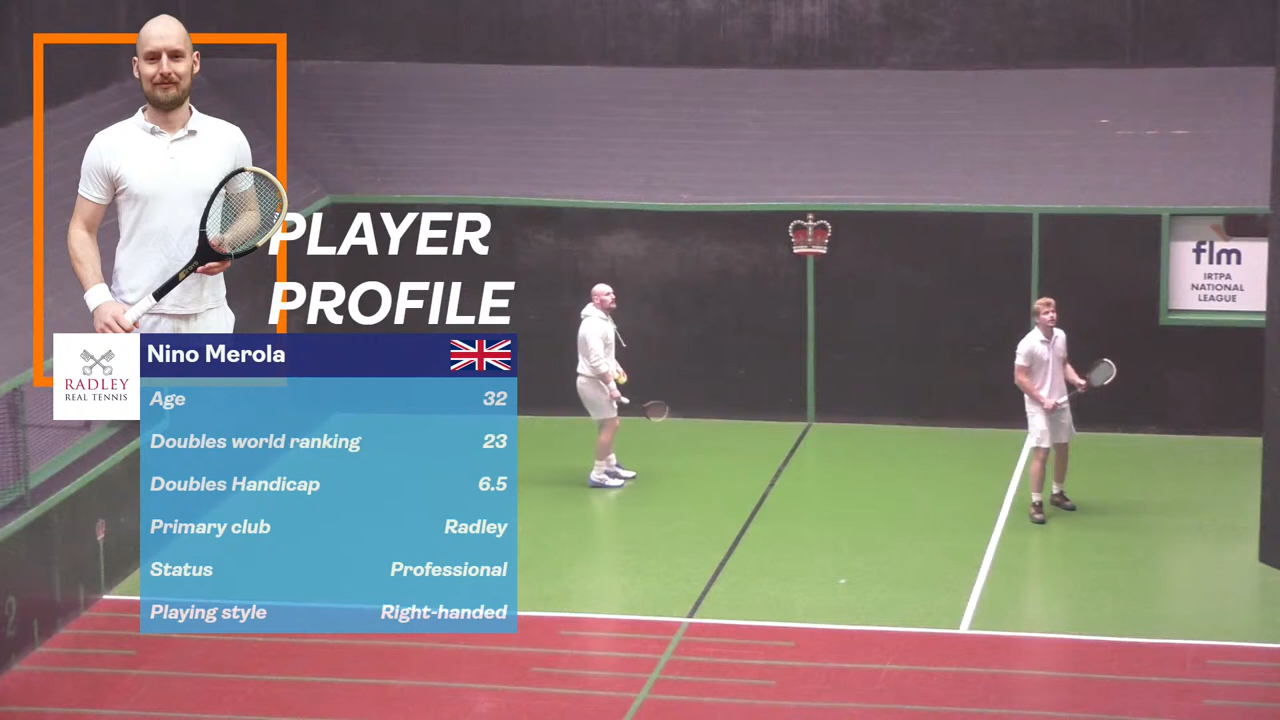 PLAYER
PROFILE
Nino Merola
RADLEY
REAL TENNIS
Age 32
Doubles world ranking 23
Doubles Handicap 6.5
Primary club Radley
Status Professional
Playing style Right-handed
flm
IRTPA
NATIONAL
LEAGUE
2